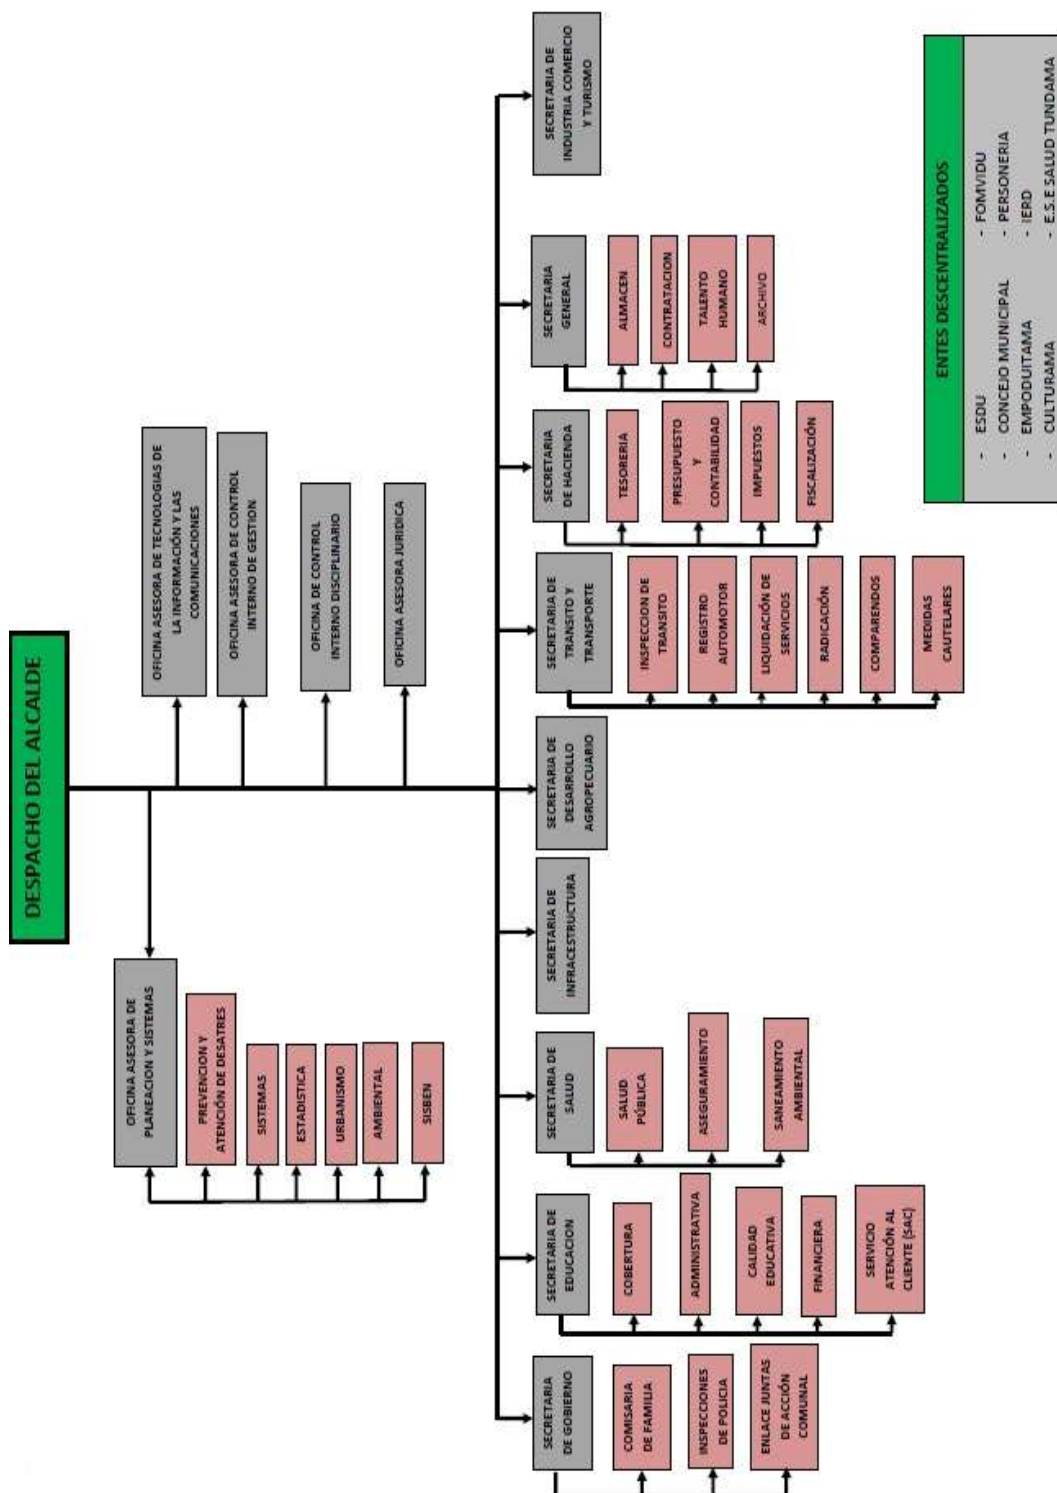 DESPACHO DEL ALCALDE
OFICINA ASESORA DE
PLANEACION Y SISTEMAS
PREVENCION Y
ATENCIÓN DE DESATRES
SISTEMAS
ESTADISTICA
URBANISMO
AMBIENTAL
SISBEN
OFICINA ASESORA DE TECNOLOGIAS DE
LA INFORMACIÓN Y LAS
COMUNICACIONES
OFICINA ASESORA DE CONTROL
INTERNO DE GESTION
OFICINA DE CONTROL
INTERNO DISCIPLINARIO
OFICINA ASESORA JURIDICA
SECRETARIA
DE GOBIERNO
COMISARIA
DE FAMILIA
INSPECCIONES
DE POLICIA
ENLACE JUNTAS
DE ACCIÓN
COMUNAL
SECRETARIA DE
EDUCACION
COBERTURA
ADMINISTRATIVA
CALIDAD
EDUCATIVA
FINANCIERA
SERVICIO
ATENCIÓN AL
CLIENTE (SAC)
SECRETARIA DE
SALUD
SALUD
PÚBLICA
ASEGURAMIENTO
SANEAMIENTO
AMBIENTAL
SECRETARIA DE
INFRACESTRUCTURA
SECRETARIA DE
DESARROLLO
AGROPECUARIO
SECRETARIA DE
TRANSITO Y
TRANSPORTE
INSPECCION DE
TRANSITO
REGISTRO
AUTOMOTOR
LIQUIDACIÓN DE
SERVICIOS
RADICACIÓN
COMPARENDOS
MEDIDAS
CAUTELARES
SECRETARIA
DE HACIENDA
TESORERIA
PRESUPUESTO
Y
CONTABILIDAD
IMPUESTOS
FISCALIZACIÓN
SECRETARIA
GENERAL
ALMACEN
CONTRATACION
TALENTO
HUMANO
ARCHIVO
SECRETARIA DE
INDUSTRIA COMERCIO
Y TURISMO
ENTES DESCENTRALIZADOS
- ESDU - FOMVIDU
- CONCEJO MUNICIPAL - PERSONERIA
- EMPODUITAMA - IERD
- CULTURAMA - E.S.E SALUD TUNDAMA